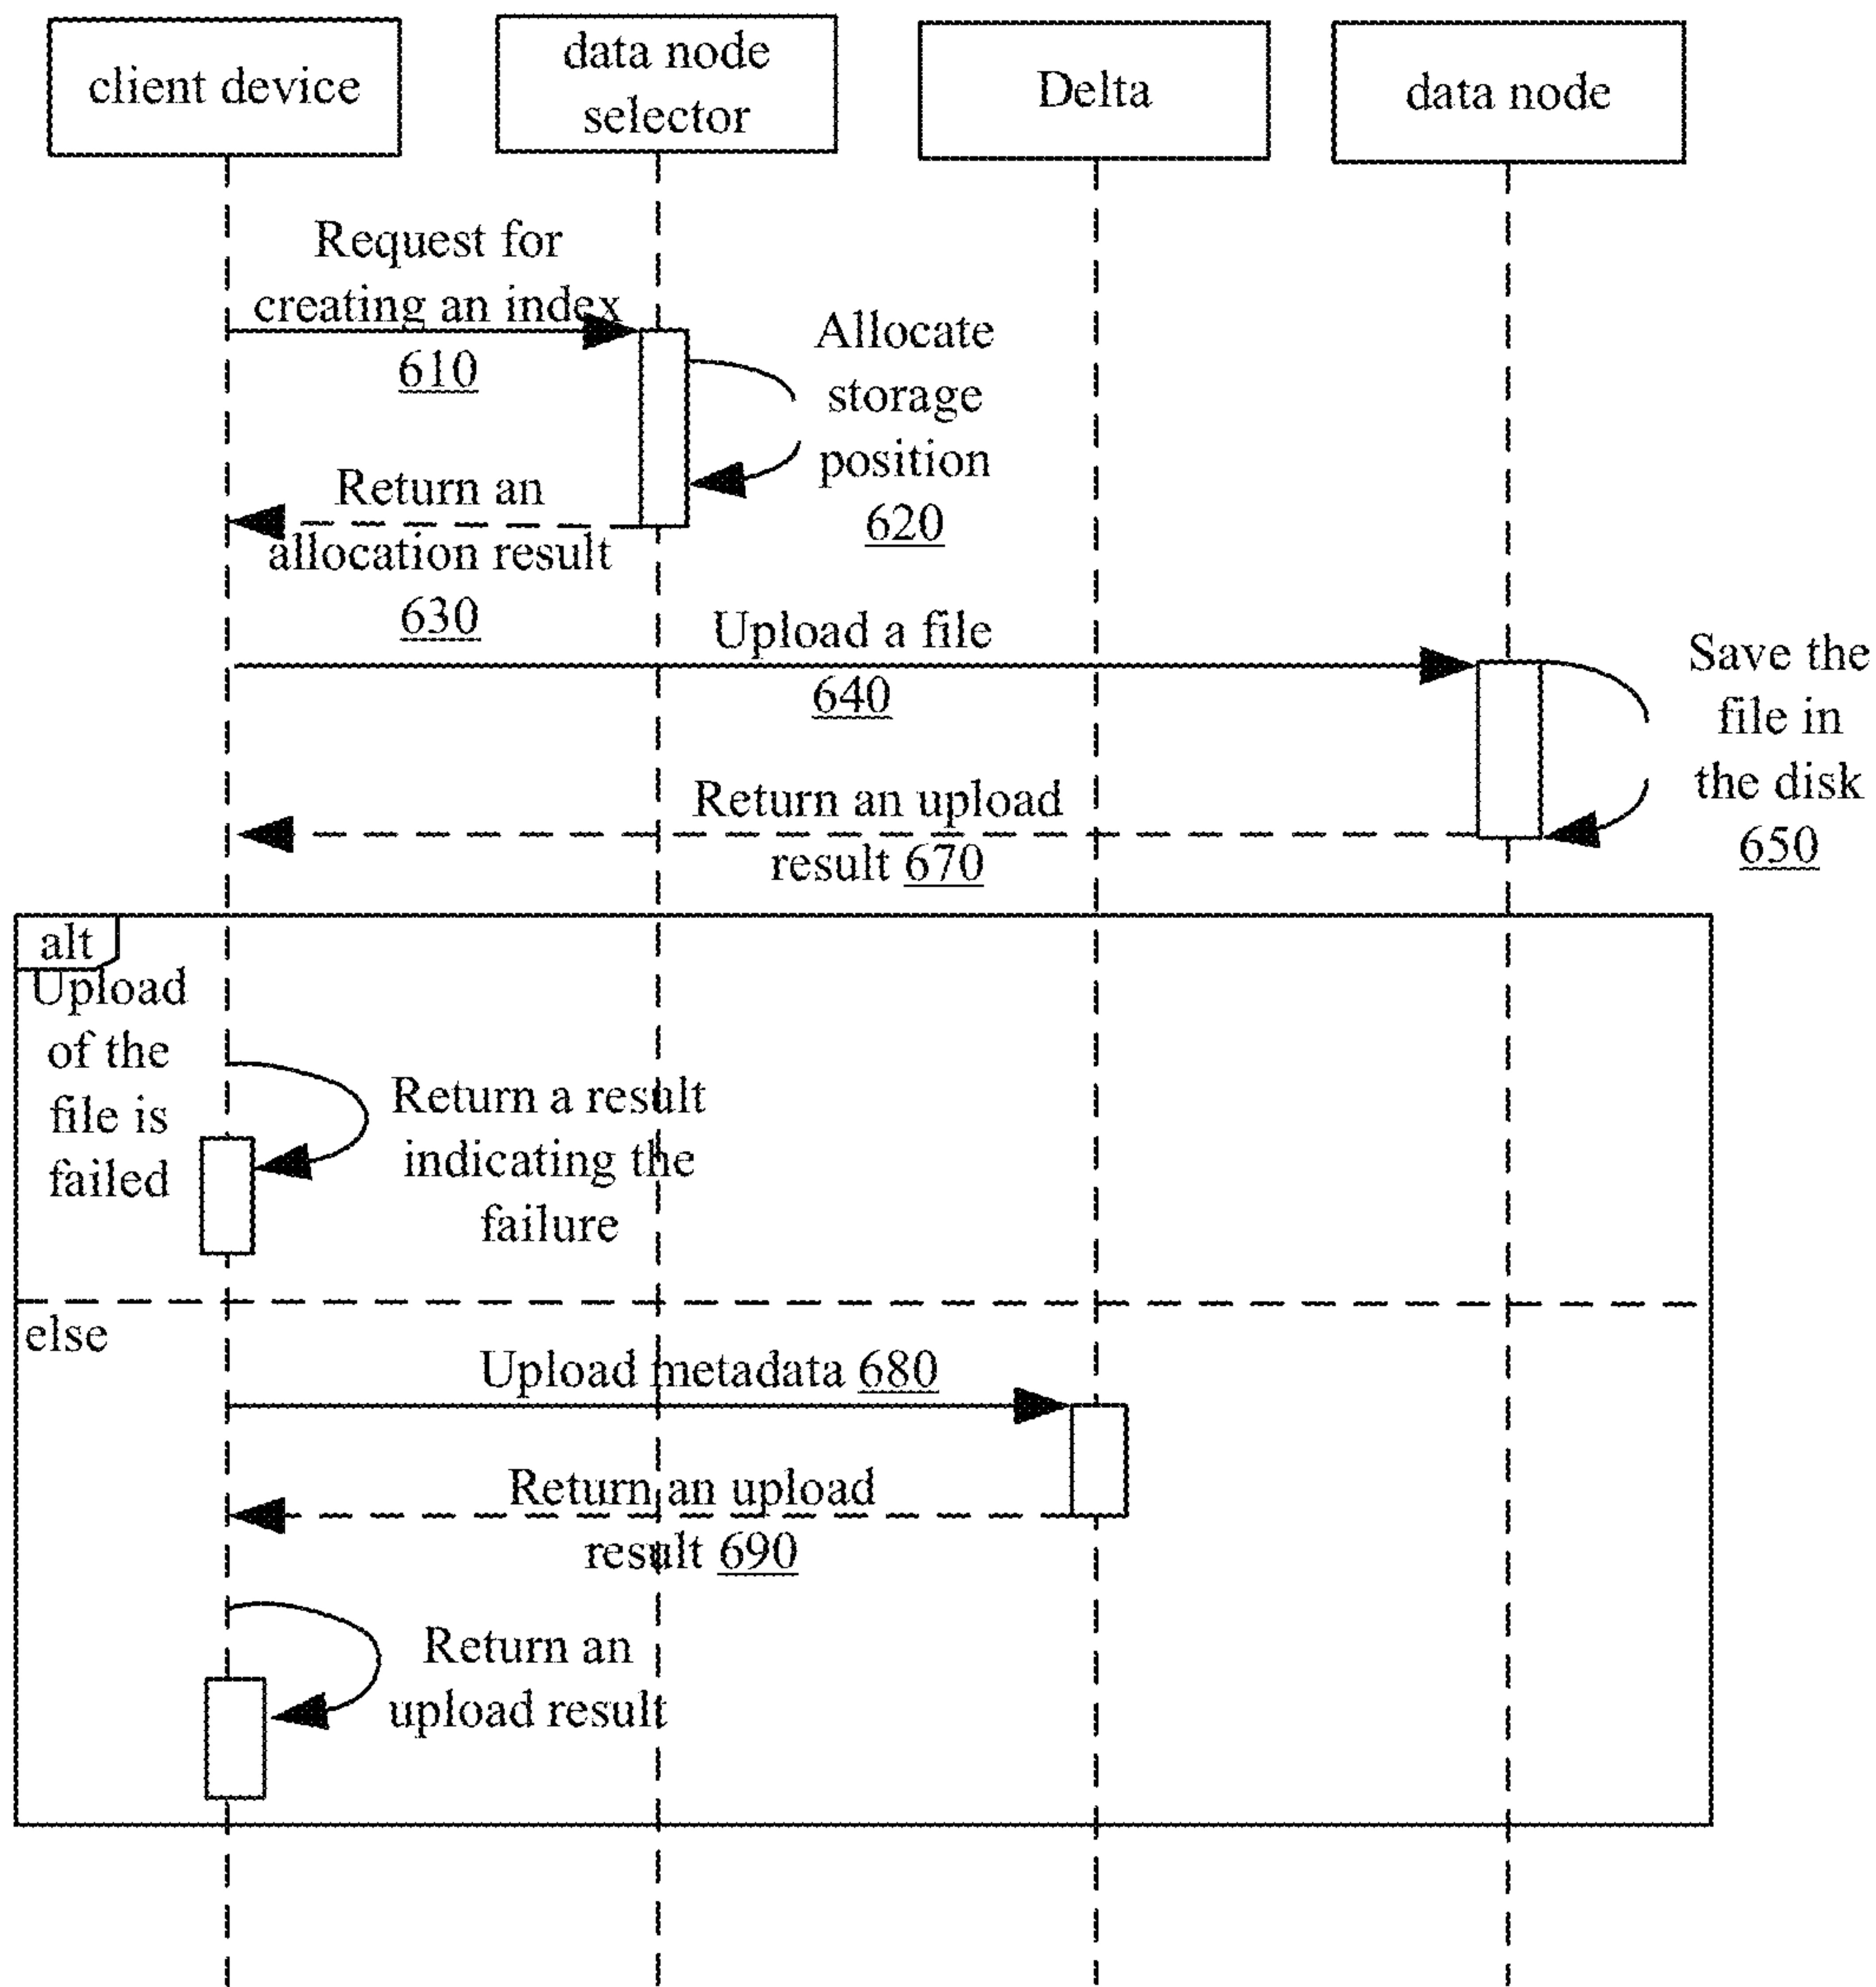 client device
data node
selector
Delta
data node
Request for
creating an index
610
Allocate
storage
position
620
Return an
allocation result
630
Upload a file
640
Save the
file in
the disk
650
Return an upload
result 670
alt
Upload
of the
file is
failed
Return a result
indicating the
failure
else
Upload metadata 680
Return an upload
result 690
Return an
upload result